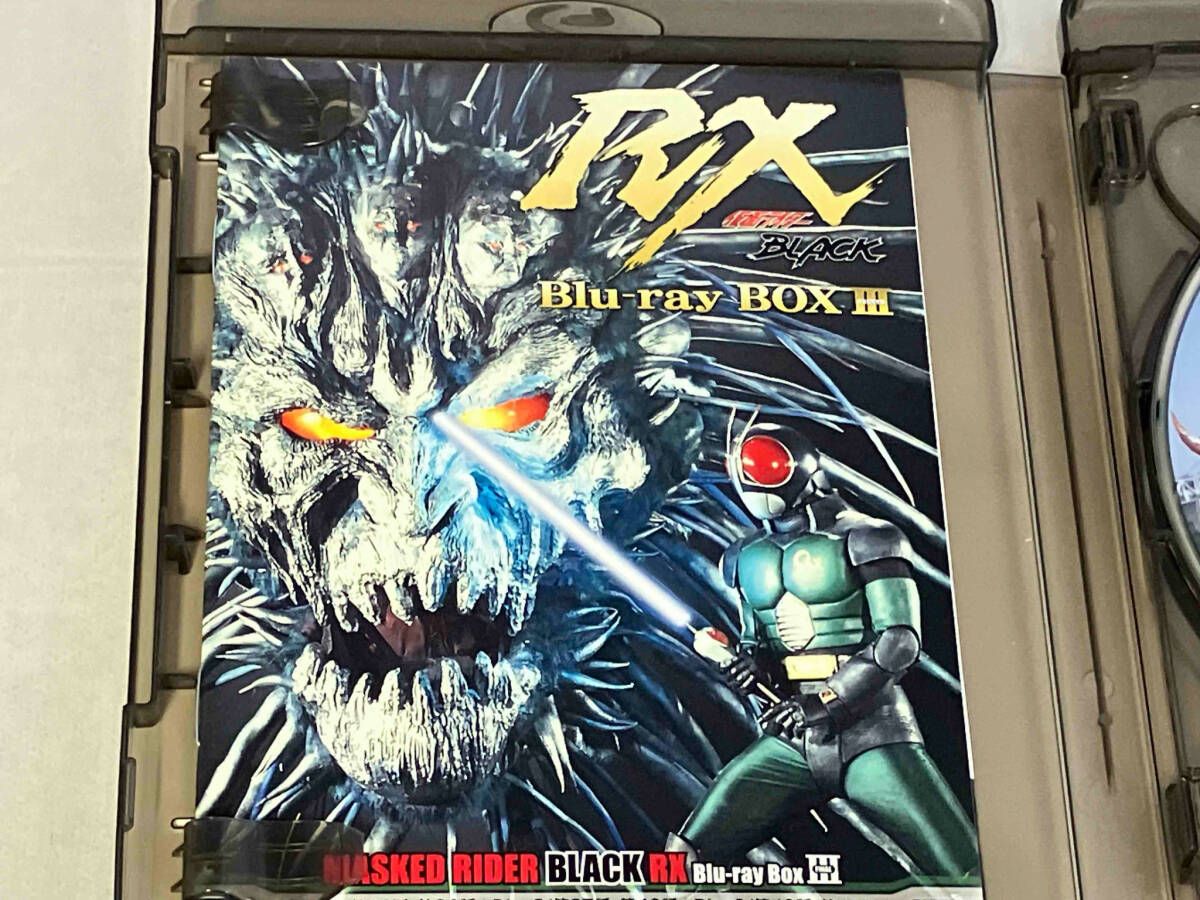 RX
仮面ライダー
BLACK
Blu-ray BOX III
MASKED RIDER BLACK RX Blu-ray Box III